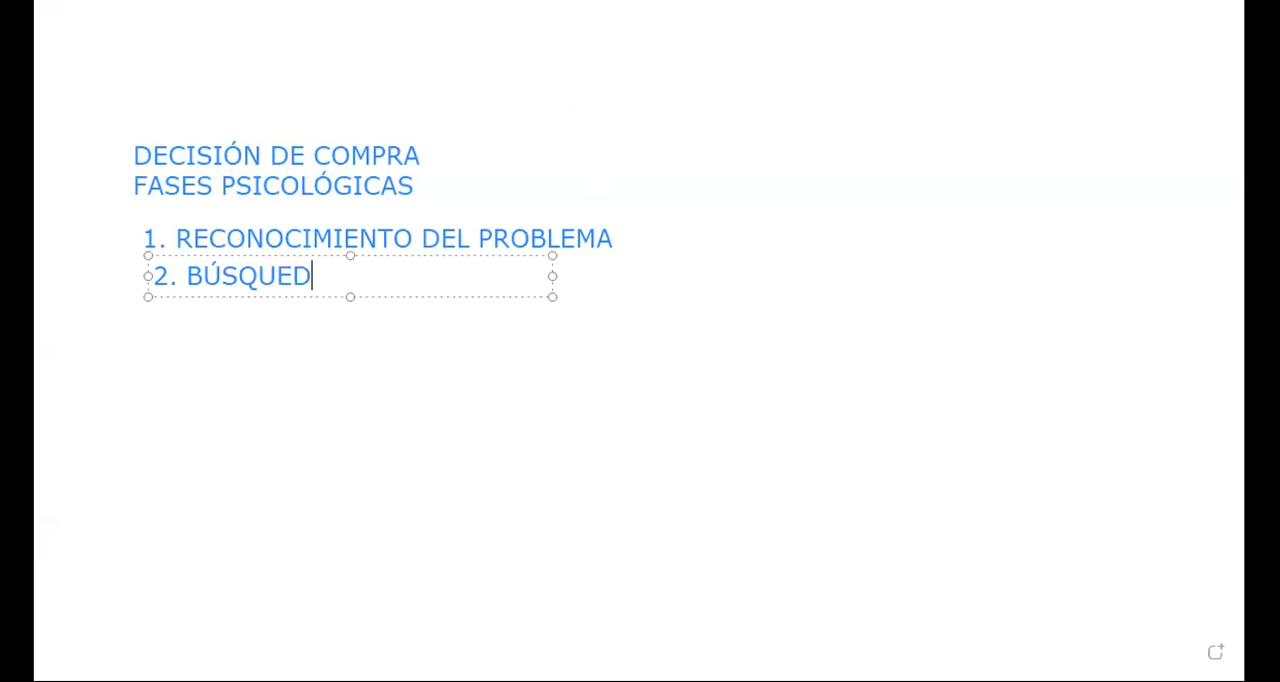 DECISIÓN DE COMPRA
FASES PSICOLÓGICAS
1. RECONOCIMIENTO DEL PROBLEMA
2. BÚSQUED